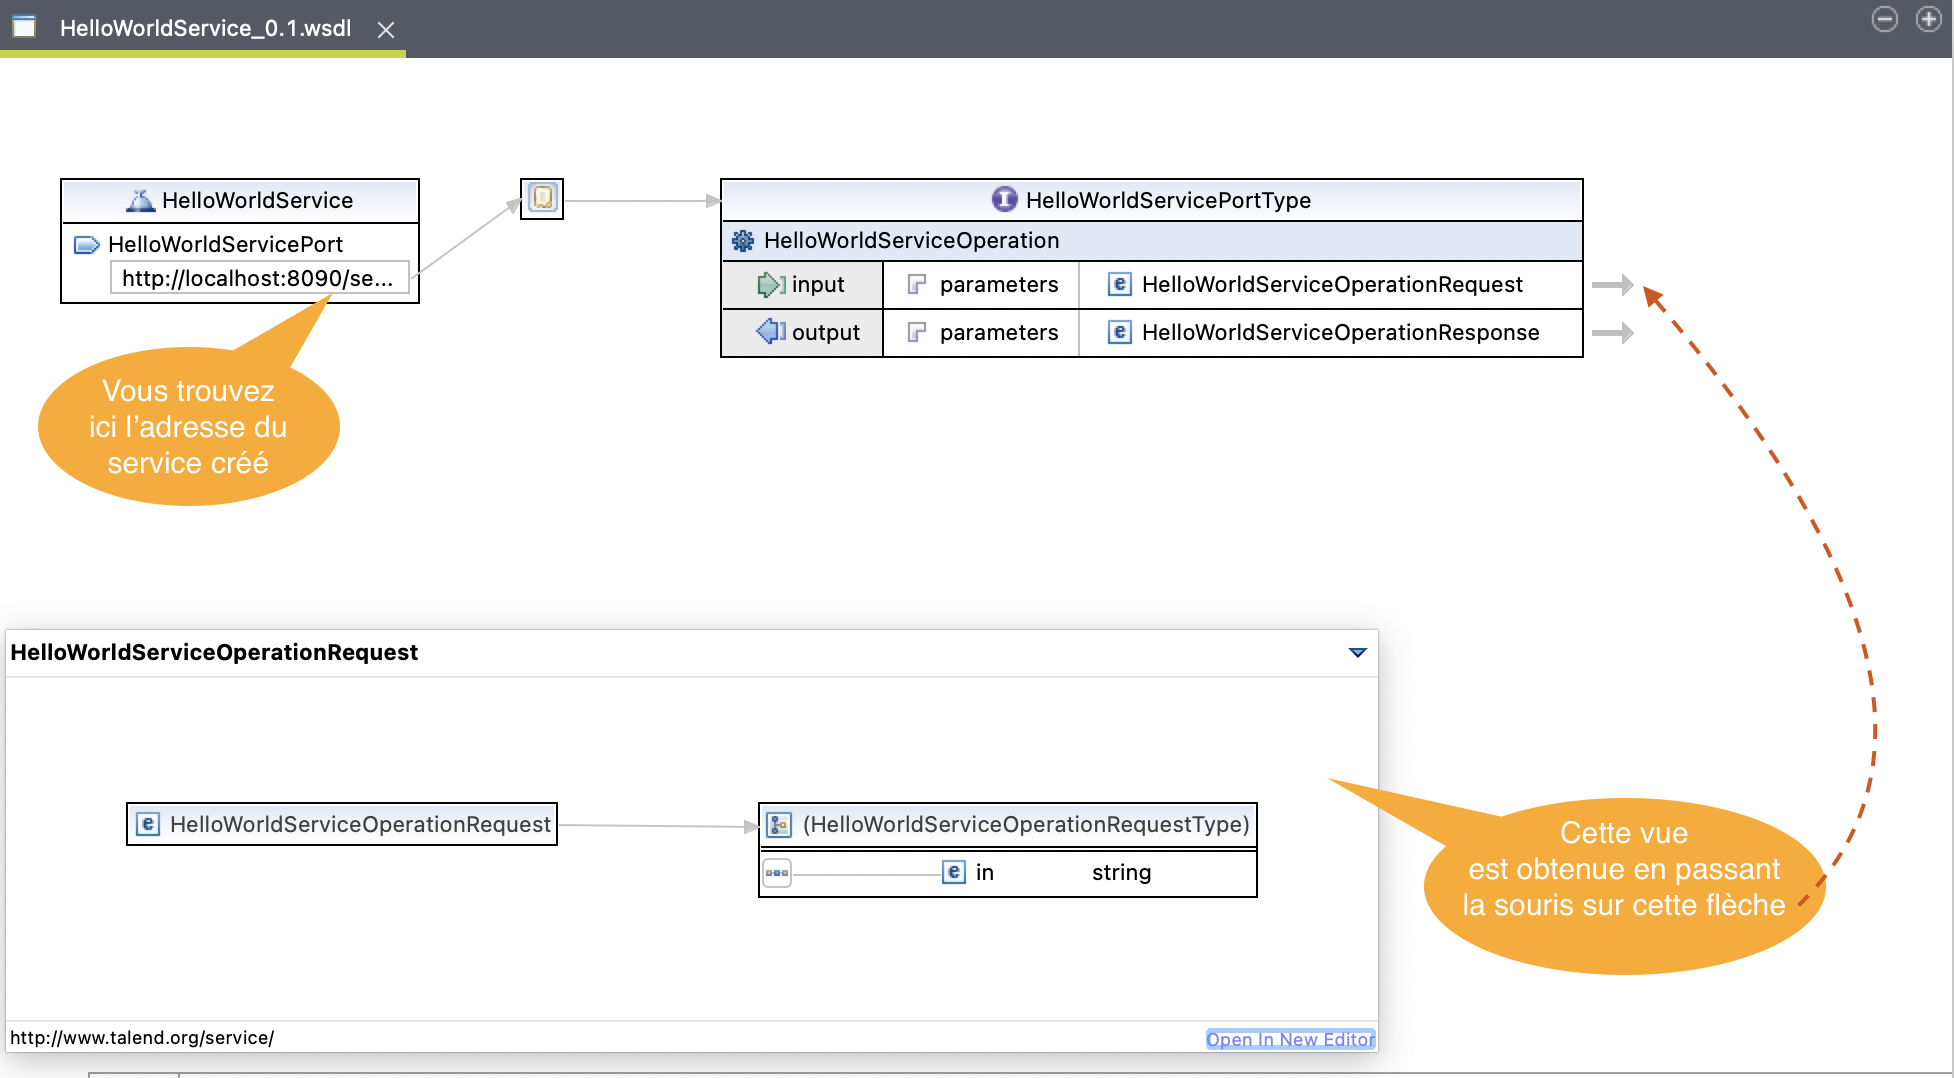 HelloWorldService_0.1.wsdl
HelloWorldService
HelloWorldServicePort
http://localhost:8090/se...
HelloWorldServicePortType
HelloWorldServiceOperation
input parameters HelloWorldServiceOperationRequest
output parameters HelloWorldServiceOperationResponse
Vous trouvez
ici l’adresse du
service créé
HelloWorldServiceOperationRequest
HelloWorldServiceOperationRequest
(HelloWorldServiceOperationRequestType)
in string
Cette vue
est obtenue en passant
la souris sur cette flèche
http://www.talend.org/service/
Open In New Editor